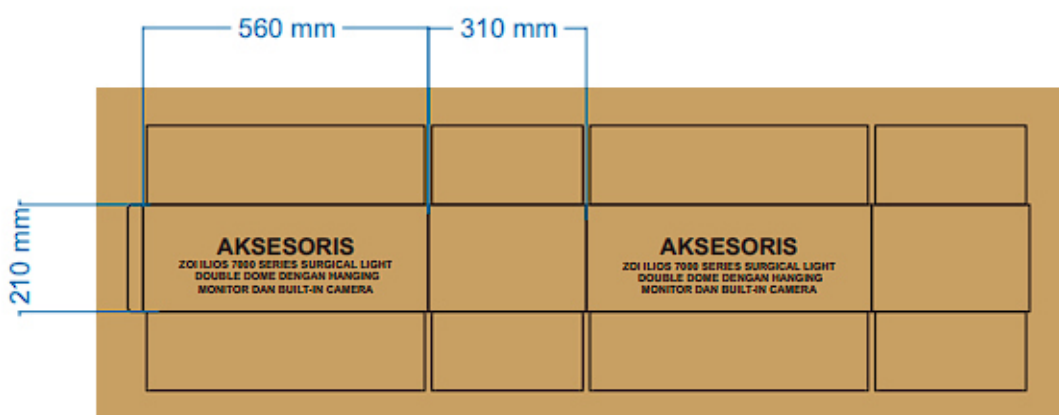 560 mm
310 mm
210 mm
AKSESORIS
ZOI ILIOS 7000 SERIES SURGICAL LIGHT
DOUBLE DOME DENGAN HANGING
MONITOR DAN BUILT-IN CAMERA
AKSESORIS
ZOI ILIOS 7000 SERIES SURGICAL LIGHT
DOUBLE DOME DENGAN HANGING
MONITOR DAN BUILT-IN CAMERA